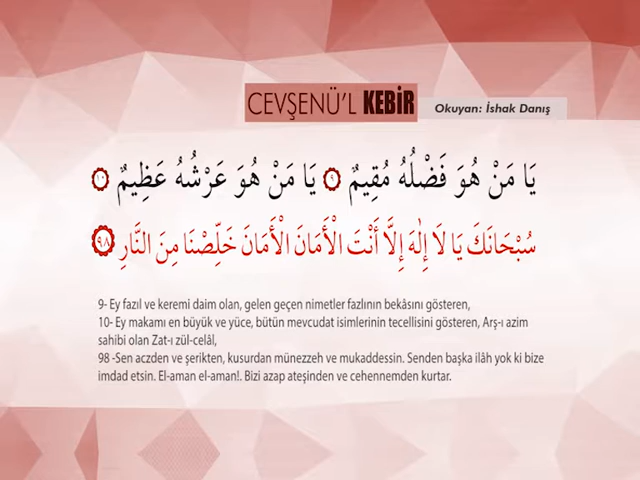 CEVŞENÜ'L KEBİR
Okuyan: İshak Danış
يَا مَنْ هُوَ فَضْلُهُ مُقِيمٌ ٩ يَا مَنْ هُوَ عَرْشُهُ عَظِيمٌ ١٠
سُبْحَانَكَ يَا لَا إِلٰهَ إِلَّا أَنْتَ الْأَمَانَ الْأَمَانَ خَلِّصْنَا مِنَ النَّارِ ٩٨
9- Ey fazıl ve keremi daim olan, gelen geçen nimetler fazlının bekâsını gösteren,
10- Ey makamı en büyük ve yüce, bütün mevcudat isimlerinin tecellisini gösteren, Arş-ı azim
sahibi olan Zat-ı zül-celâl,
98 -Sen aczden ve şerikten, kusurdan münezzeh ve mukaddessin. Senden başka ilâh yok ki bize
imdad etsin. El-aman el-aman!. Bizi azap ateşinden ve cehennemden kurtar.